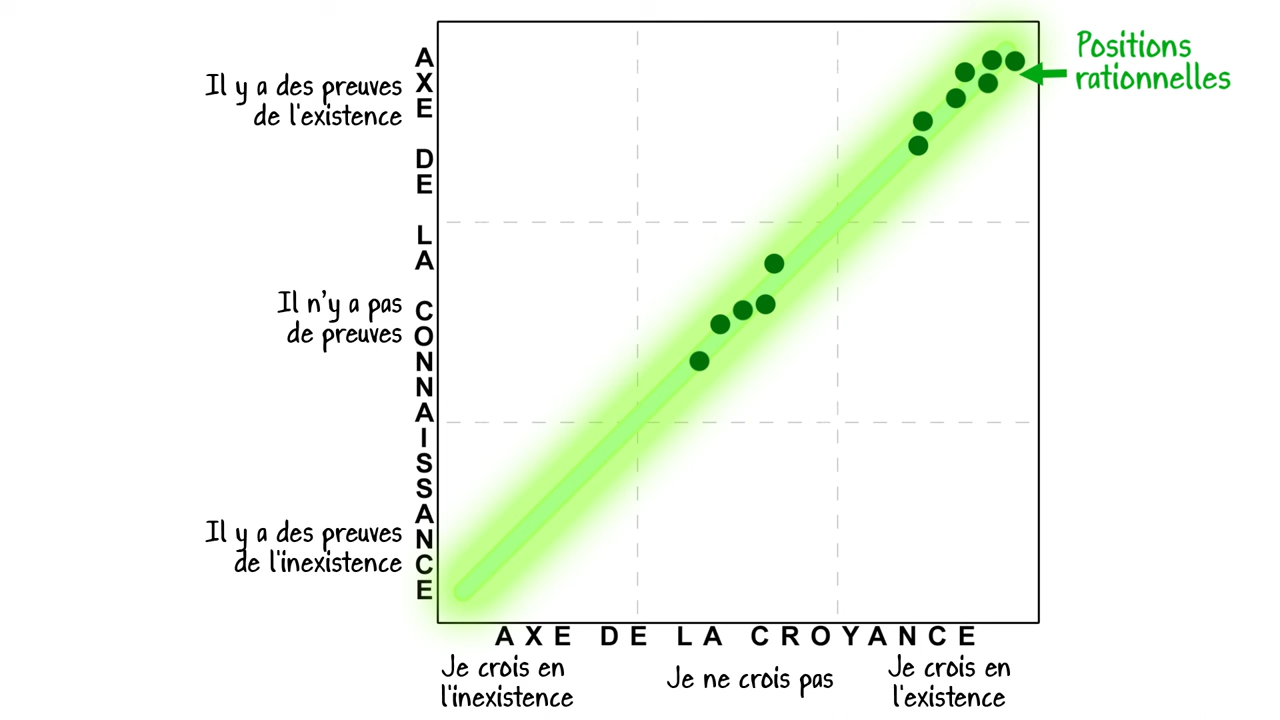 Positions
rationnelles
AXE DE LA CONNAISSANCE
Il y a des preuves
de l'existence
Il n'y a pas
de preuves
Il y a des preuves
de l'inexistence
AXE DE LA CROYANCE
Je crois en
l'inexistence
Je ne crois pas
Je crois en
l'existence